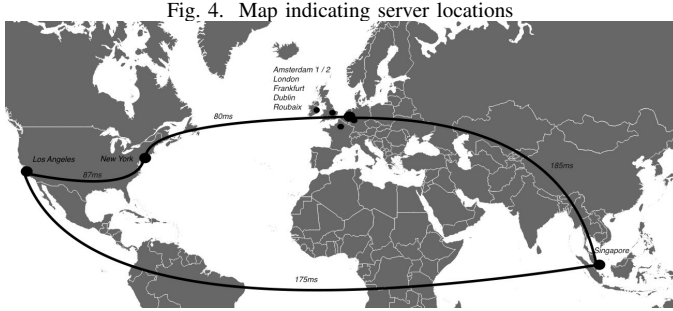 Fig. 4. Map indicating server locations
Amsterdam 1 / 2
London
Frankfurt
Dublin
Roubaix
80ms
Los Angeles
New York
87ms
185ms
Singapore
175ms